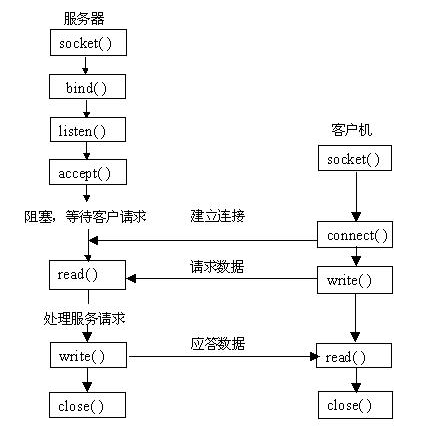 服务器
socket()
bind()
listen()
accept()
阻塞，等待客户请求
read()
处理服务请求
write()
close()
建立连接
请求数据
应答数据
客户机
socket()
connect()
write()
read()
close()